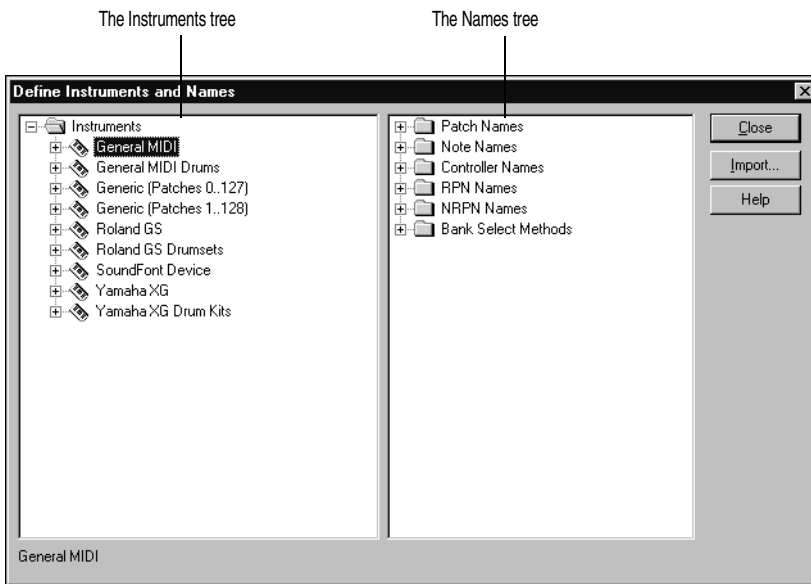 The Instruments tree
The Names tree
Define Instruments and Names
Instruments
General MIDI
General MIDI Drums
Generic (Patches 0..127)
Generic (Patches 1..128)
Roland GS
Roland GS Drumsets
SoundFont Device
Yamaha XG
Yamaha XG Drum Kits
Patch Names
Note Names
Controller Names
RPN Names
NRPN Names
Bank Select Methods
Close
Import...
Help
General MIDI